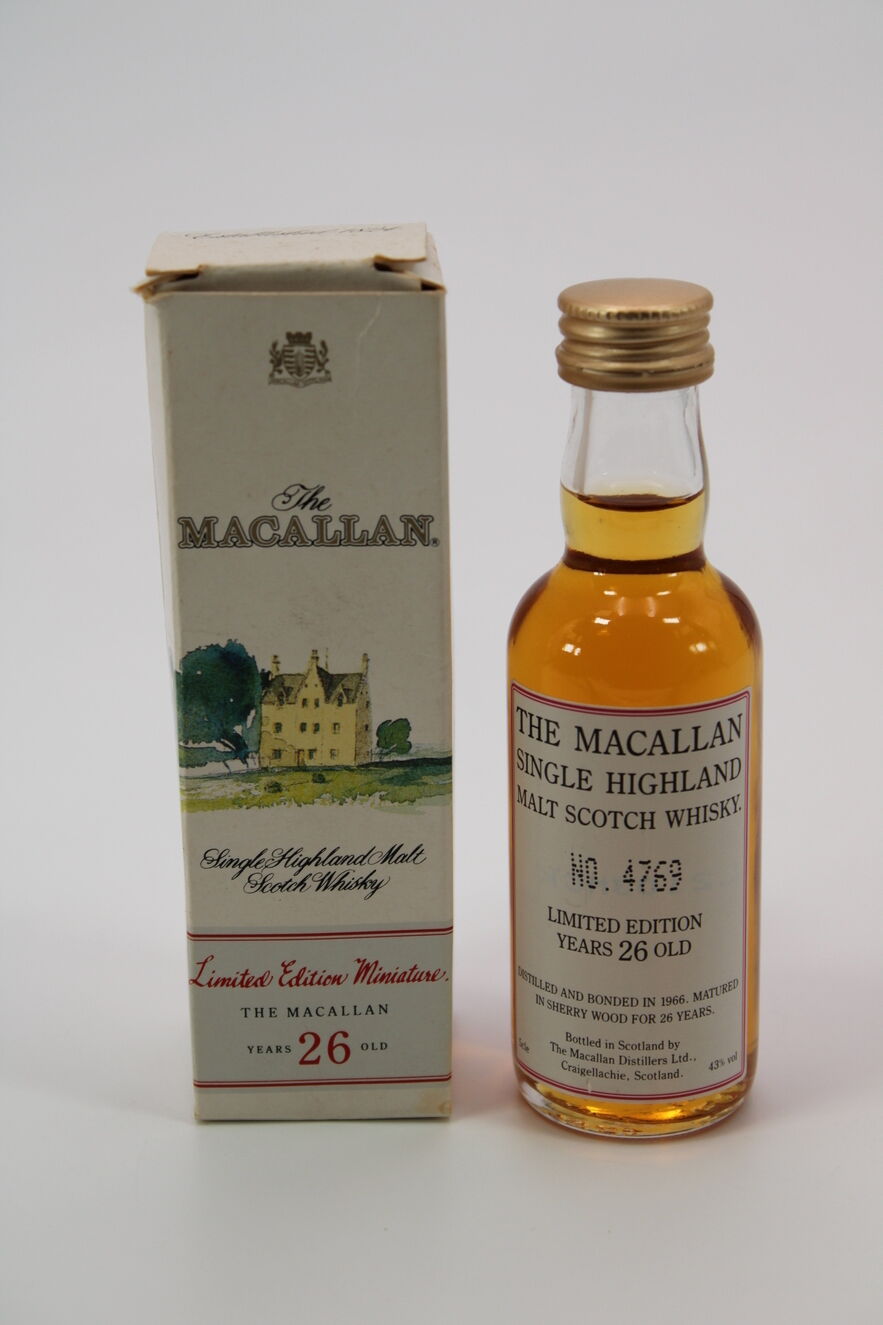 The
MACALLAN.
Single Highland Malt
Scotch Whisky
Limited Edition Miniature.
THE MACALLAN
YEARS 26 OLD
THE MACALLAN
SINGLE HIGHLAND
MALT SCOTCH WHISKY.
NO. 4769
LIMITED EDITION
YEARS 26 OLD
DISTILLED AND BONDED IN 1966. MATURED
IN SHERRY WOOD FOR 26 YEARS.
Bottled in Scotland by
The Macallan Distillers Ltd.,
Craigellachie, Scotland.
5cle
43% vol